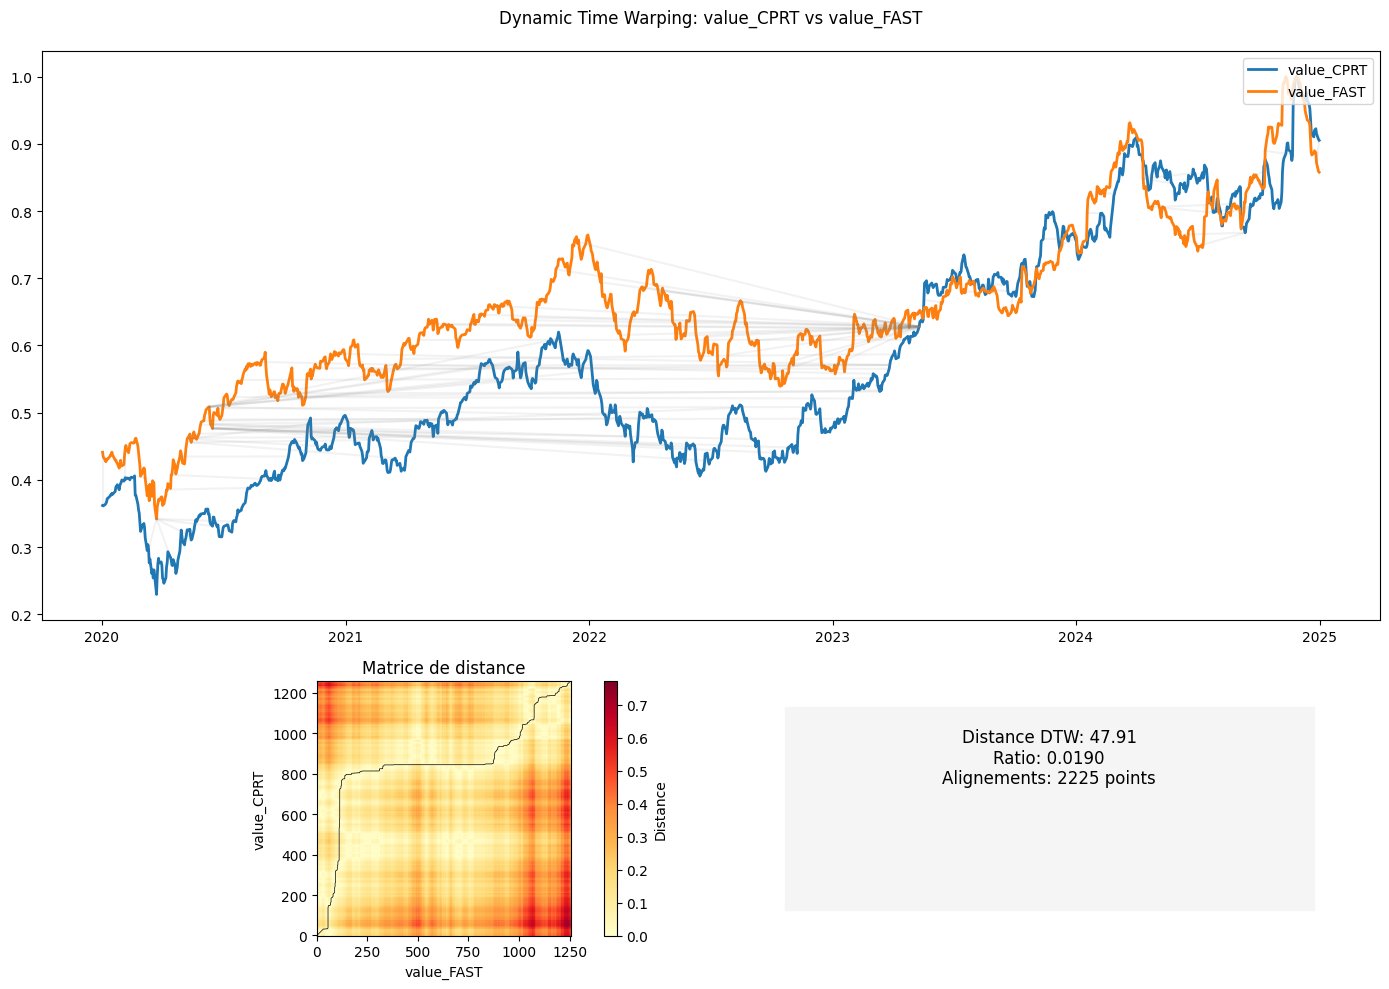 Dynamic Time Warping: value_CPRT vs value_FAST
value_CPRT
value_FAST
1.0
0.9
0.8
0.7
0.6
0.5
0.4
0.3
0.2
2020 2021 2022 2023 2024 2025
Matrice de distance
value_CPRT
1200
1000
800
600
400
200
0
0 250 500 750 1000 1250
value_FAST
0.7
0.6
0.5
0.4
0.3
0.2
0.1
0.0
Distance
Distance DTW: 47.91
Ratio: 0.0190
Alignements: 2225 points